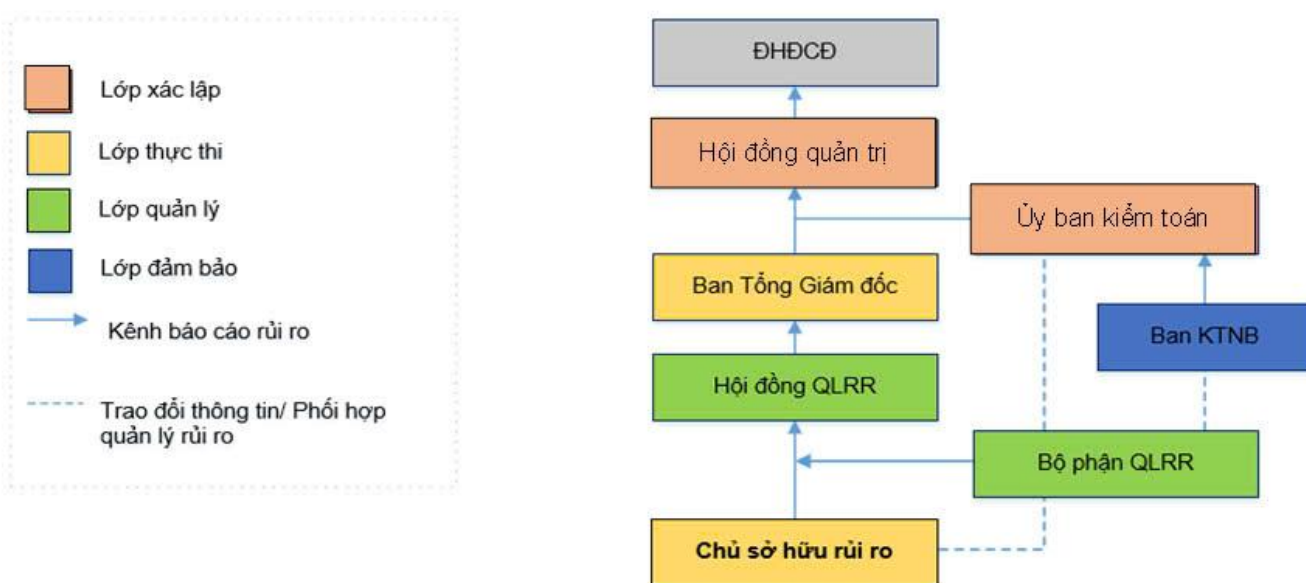 Lớp xác lập
Lớp thực thi
Lớp quản lý
Lớp đảm bảo
Kênh báo cáo rủi ro
Trao đổi thông tin/ Phối hợp
quản lý rủi ro
ĐHĐCĐ
Hội đồng quản trị
Ủy ban kiểm toán
Ban Tổng Giám đốc
Ban KTNB
Hội đồng QLRR
Bộ phận QLRR
Chủ sở hữu rủi ro